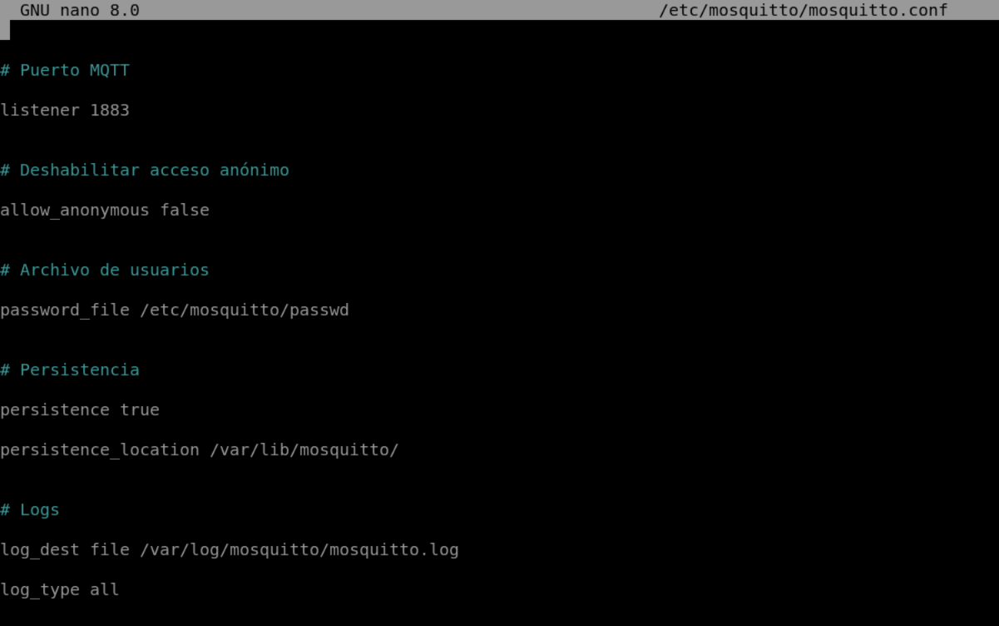 GNU nano 8.0 /etc/mosquitto/mosquitto.conf
# Puerto MQTT
listener 1883
# Deshabilitar acceso anónimo
allow_anonymous false
# Archivo de usuarios
password_file /etc/mosquitto/passwd
# Persistencia
persistence true
persistence_location /var/lib/mosquitto/
# Logs
log_dest file /var/log/mosquitto/mosquitto.log
log_type all